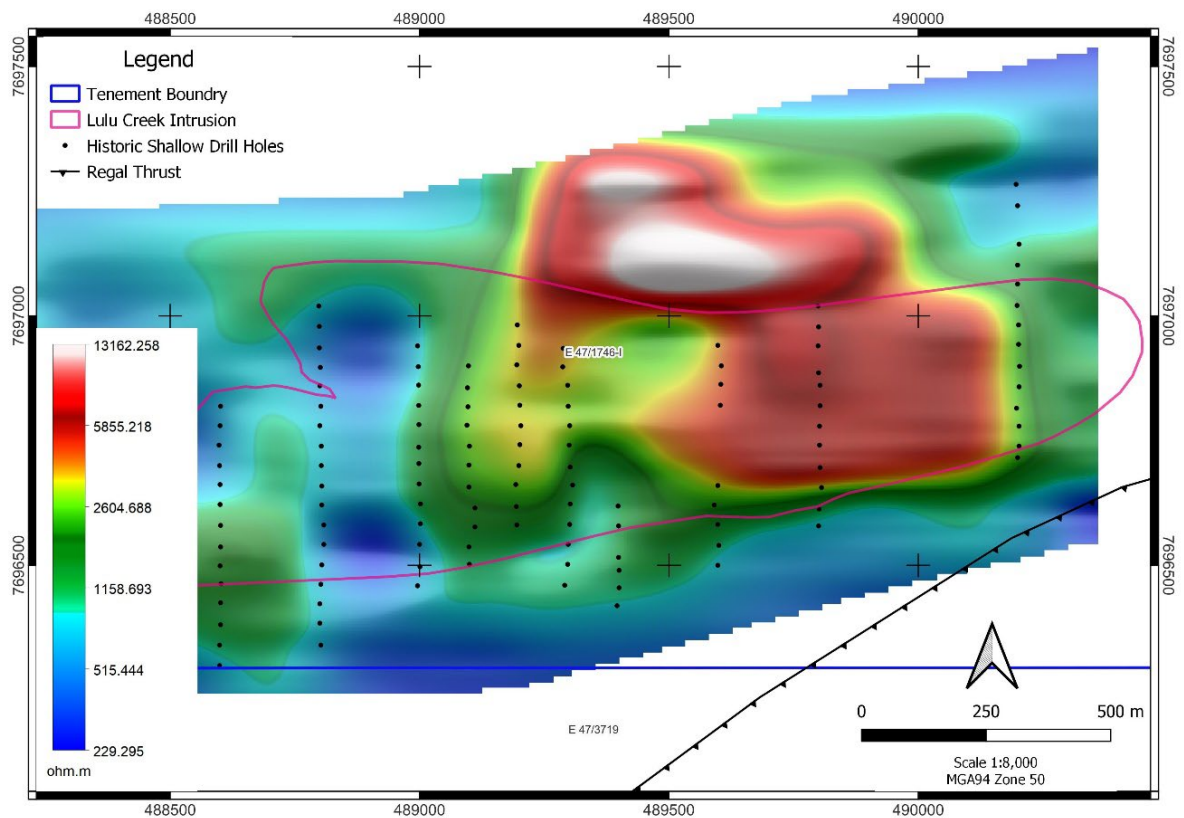 488500 489000 489500 490000
7697500 7697500
Legend
Tenement Boundry
Lulu Creek Intrusion
Historic Shallow Drill Holes
Regal Thrust
7697000 7697000
13162.258
E 47/1746-I
5855.218
2604.688
1158.693
7696500 7696500
515.444
229.295
ohm.m
E 47/3719
0 250 500 m
Scale 1:8,000
MGA94 Zone 50
488500 489000 489500 490000